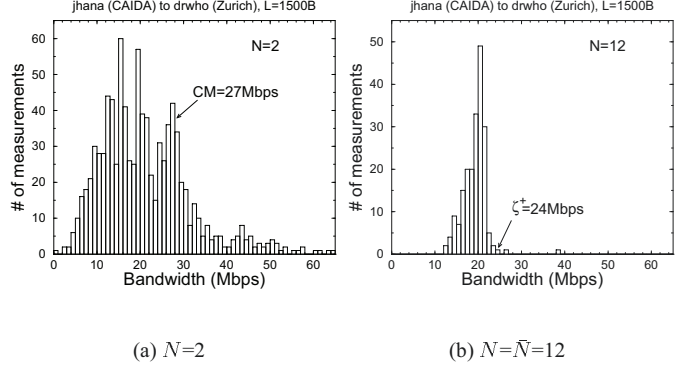 jhana (CAIDA) to drwho (Zurich), L=1500B
60
50
40
30
20
10
0
# of measurements
N=2
CM=27Mbps
0 10 20 30 40 50 60
Bandwidth (Mbps)
(a) N=2
jhana (CAIDA) to drwho (Zurich), L=1500B
50
40
30
20
10
0
# of measurements
N=12
ζ⁺=24Mbps
0 10 20 30 40 50 60
Bandwidth (Mbps)
(b) N=N̄=12